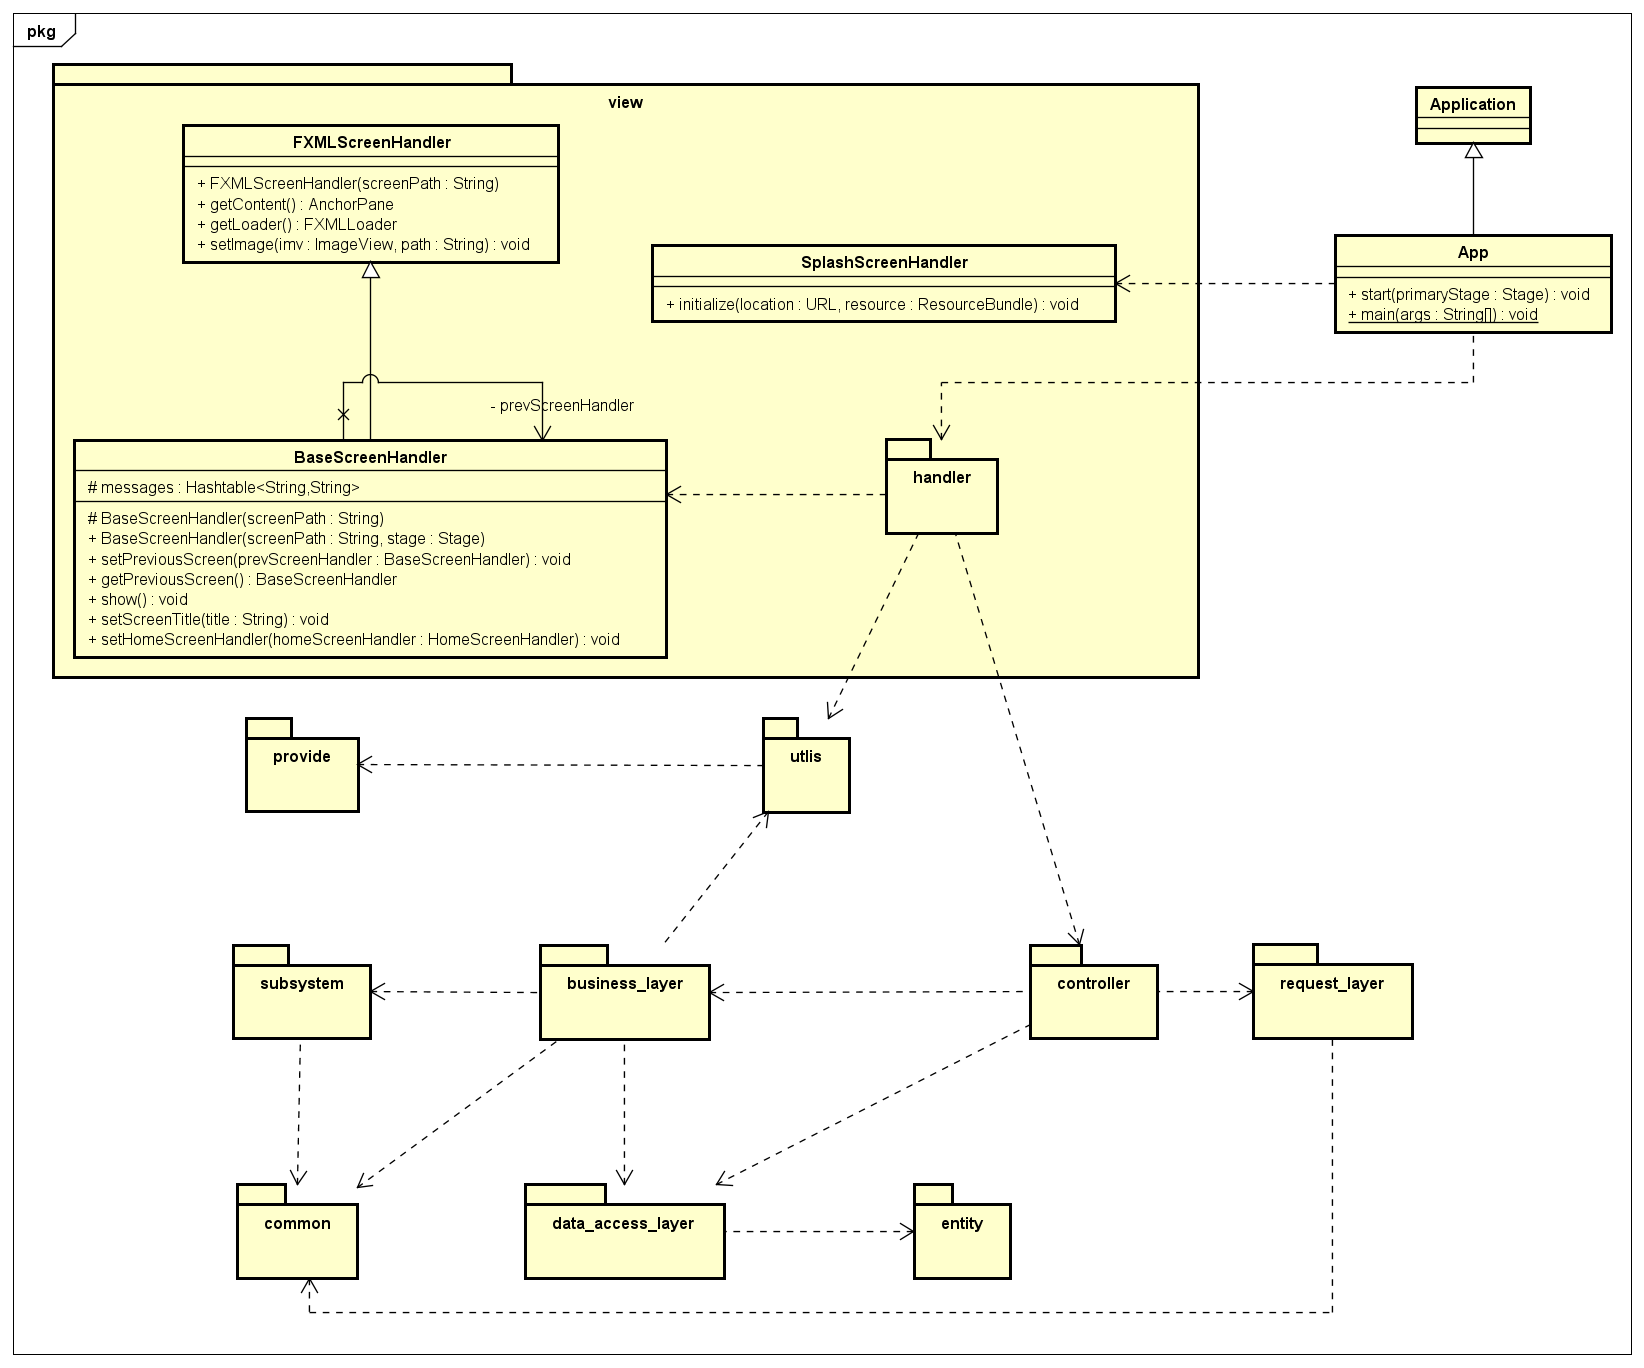 pkg
view
FXMLScreenHandler
+ FXMLScreenHandler(screenPath : String)
+ getContent() : AnchorPane
+ getLoader() : FXMLLoader
+ setImage(imv : ImageView, path : String) : void
Application
SplashScreenHandler
+ initialize(location : URL, resource : ResourceBundle) : void
App
+ start(primaryStage : Stage) : void
+ main(args : String[]) : void
- prevScreenHandler
BaseScreenHandler
# messages : Hashtable<String,String>
# BaseScreenHandler(screenPath : String)
+ BaseScreenHandler(screenPath : String, stage : Stage)
+ setPreviousScreen(prevScreenHandler : BaseScreenHandler) : void
+ getPreviousScreen() : BaseScreenHandler
+ show() : void
+ setScreenTitle(title : String) : void
+ setHomeScreenHandler(homeScreenHandler : HomeScreenHandler) : void
handler
provide
utlis
subsystem
business_layer
controller
request_layer
common
data_access_layer
entity